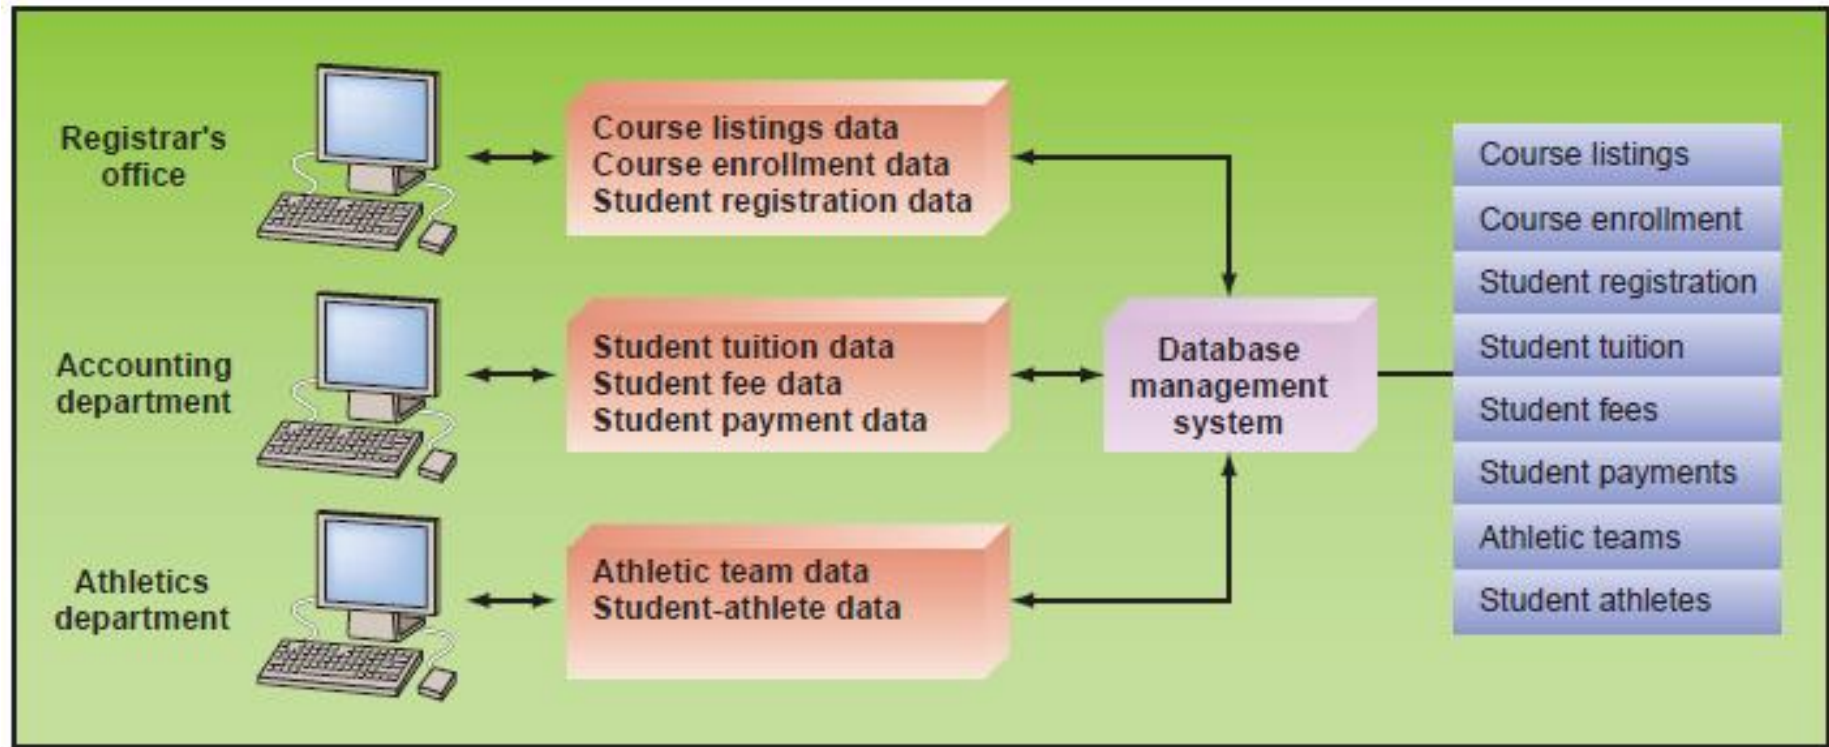 Registrar's
office
Course listings data
Course enrollment data
Student registration data
Accounting
department
Student tuition data
Student fee data
Student payment data
Athletics
department
Athletic team data
Student-athlete data
Database
management
system
Course listings
Course enrollment
Student registration
Student tuition
Student fees
Student payments
Athletic teams
Student athletes